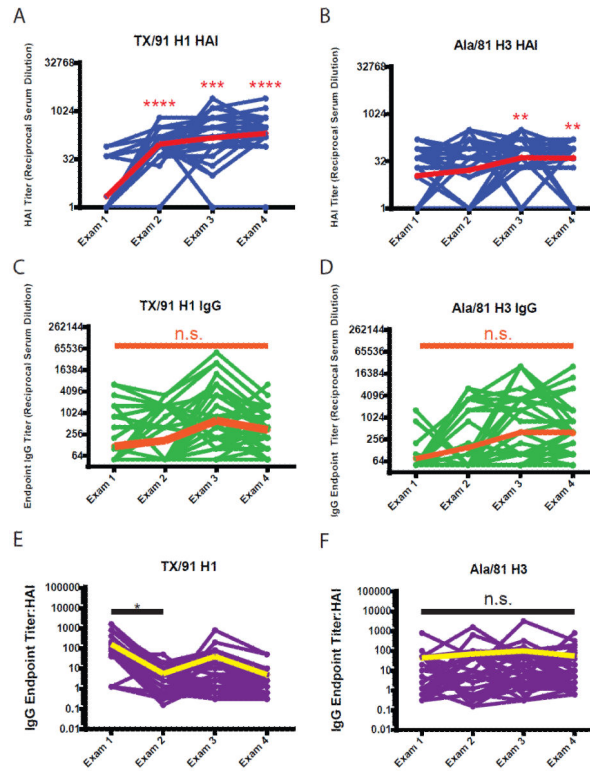 A
TX/91 H1 HAI
HAI Titer (Reciprocal Serum Dilution)
32768
1024
32
1
****
***
****
Exam 1
Exam 2
Exam 3
Exam 4
B
Ala/81 H3 HAI
HAI Titer (Reciprocal Serum Dilution)
32768
1024
32
1
**
**
Exam 1
Exam 2
Exam 3
Exam 4
C
TX/91 H1 IgG
Endpoint IgG Titer (Reciprocal Serum Dilution)
262144
65536
16384
4096
1024
256
64
n.s.
Exam 1
Exam 2
Exam 3
Exam 4
D
Ala/81 H3 IgG
IgG Endpoint Titer (Reciprocal Serum Dilution)
262144
65536
16384
4096
1024
256
64
n.s.
Exam 1
Exam 2
Exam 3
Exam 4
E
TX/91 H1
IgG Endpoint Titer:HAI
100000
10000
1000
100
10
1
0.1
0.01
*
Exam 1
Exam 2
Exam 3
Exam 4
F
Ala/81 H3
IgG Endpoint Titer:HAI
100000
10000
1000
100
10
1
0.1
0.01
n.s.
Exam 1
Exam 2
Exam 3
Exam 4